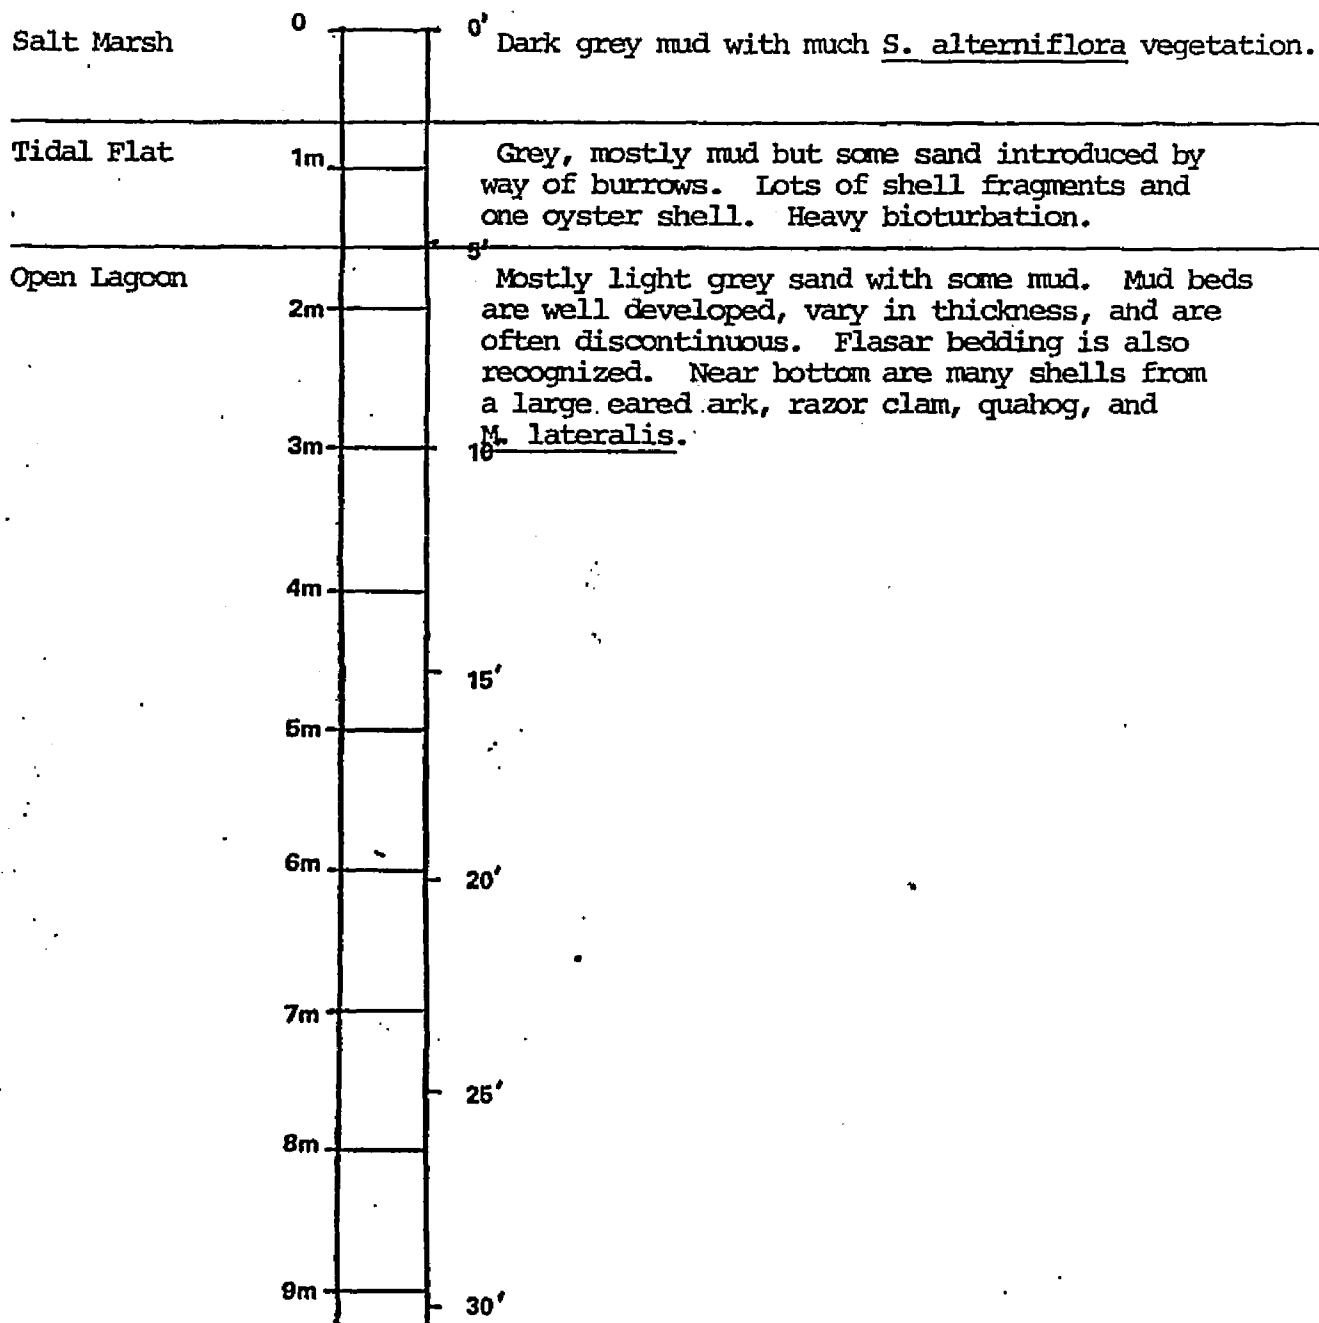 0 0'
Salt Marsh
Dark grey mud with much S. alterniflora vegetation.
Tidal Flat
1m
Grey, mostly mud but some sand introduced by
way of burrows. Lots of shell fragments and
one oyster shell. Heavy bioturbation.
5'
Open Lagoon
Mostly light grey sand with some mud. Mud beds
2m
are well developed, vary in thickness, and are
often discontinuous. Flasar bedding is also
recognized. Near bottom are many shells from
a large eared ark, razor clam, quahog, and
M. lateralis.
3m
10
4m
15'
5m
6m
20'
7m
25'
8m
9m
30'